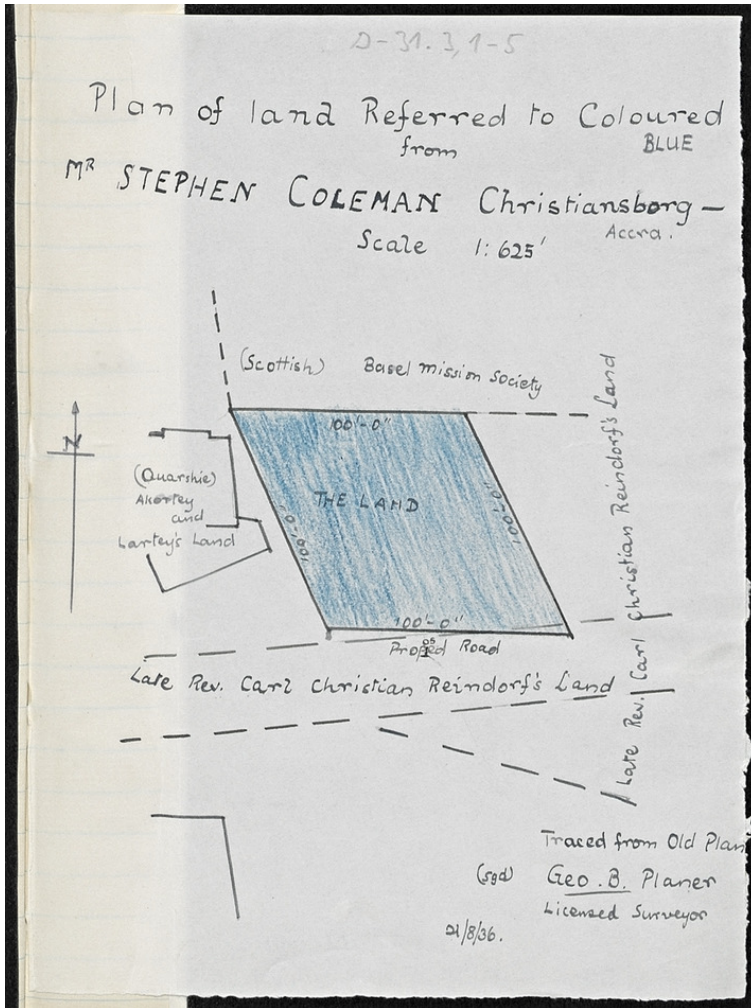 D-31.3,1-5
Plan of land Referred to Coloured
from BLUE
MR STEPHEN COLEMAN Christiansborg –
Accra.
Scale 1:625'
(Scottish) Basel mission Society
100'-0"
N
(Quarshie)
Akortey
and
Lartey's Land
THE LAND
100'-0"
100'-0"
100'-0"
Proposed Road
Late Rev. Carl Christian Reindorf's Land
Late Rev. Carl Christian Reindorf's Land
Traced from Old Plan
(sgd) Geo. B. Planer
Licensed Surveyor
21/8/36.